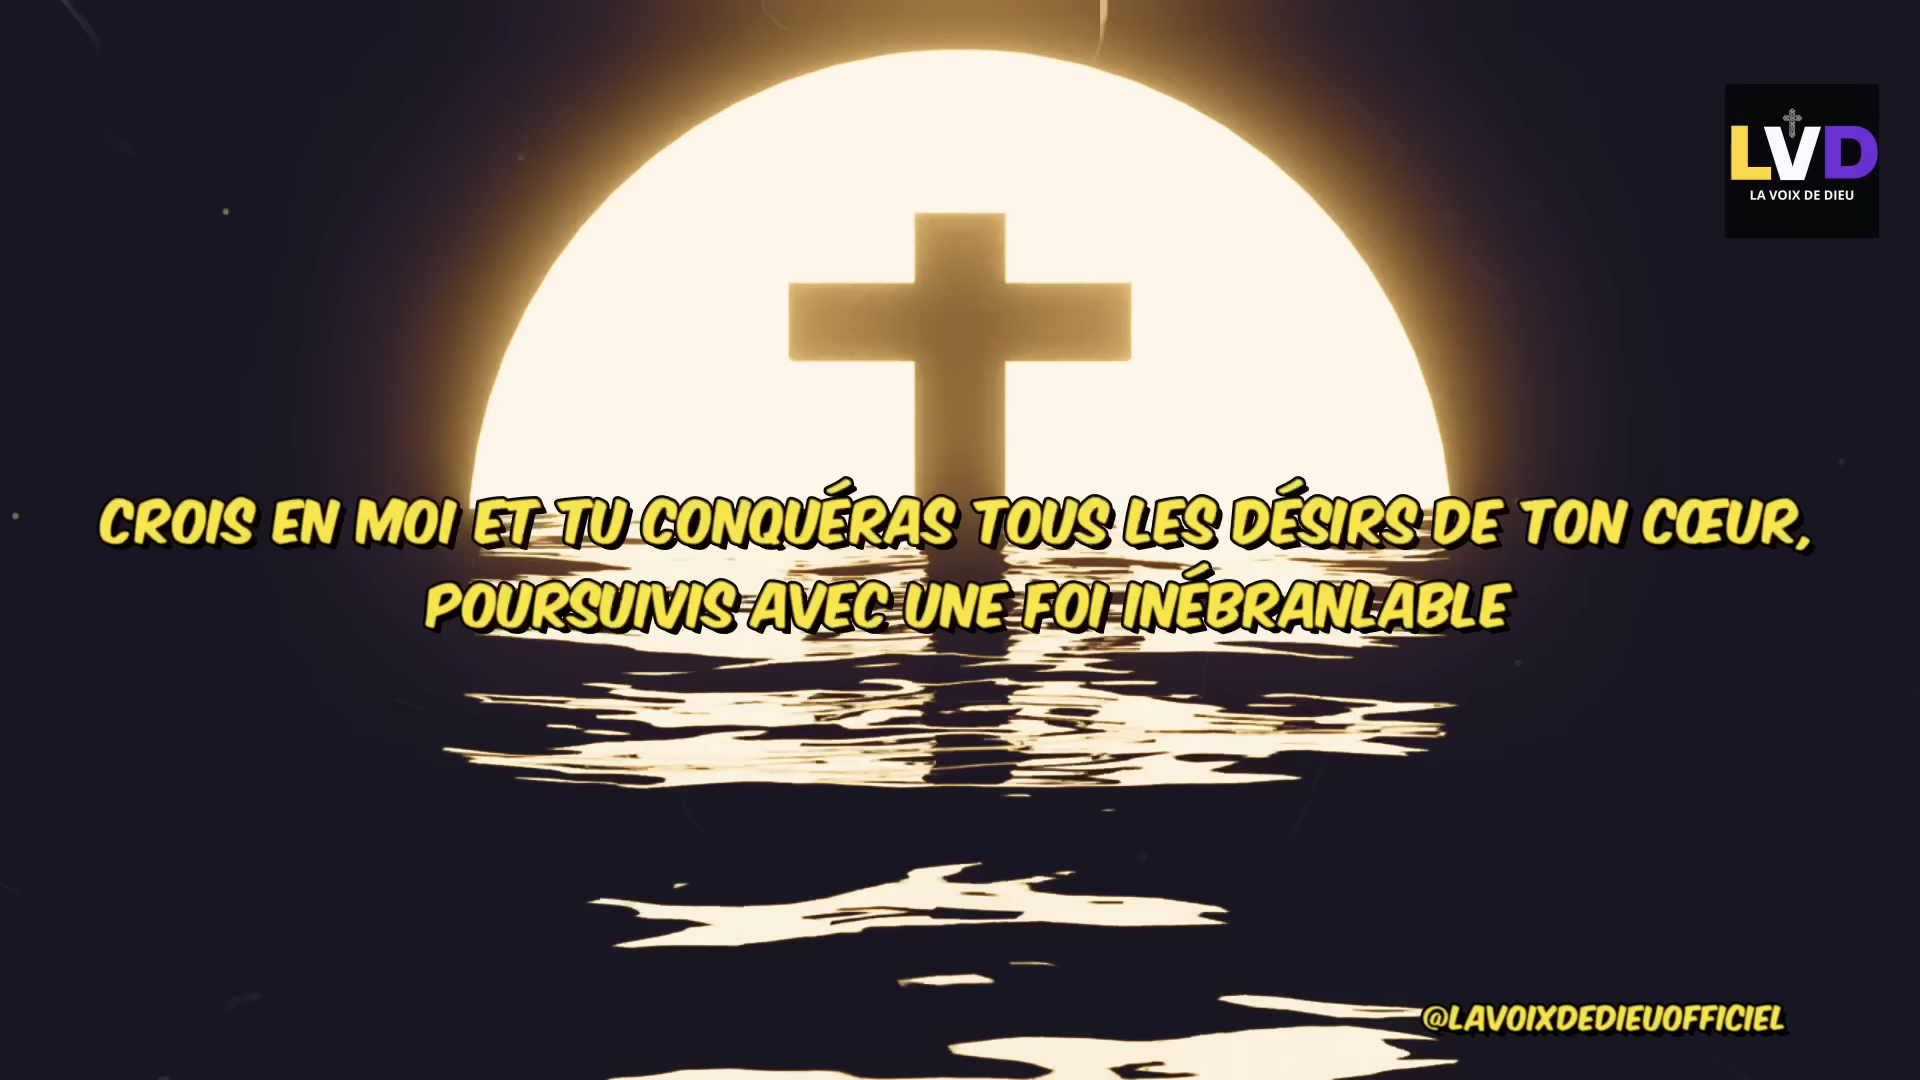 LVD
LA VOIX DE DIEU
CROIS EN MOI ET TU CONQUÉRAS TOUS LES DÉSIRS DE TON CŒUR,
POURSUIVIS AVEC UNE FOI INÉBRANLABLE
@LAVOIXDEDIEUOFFICIEL